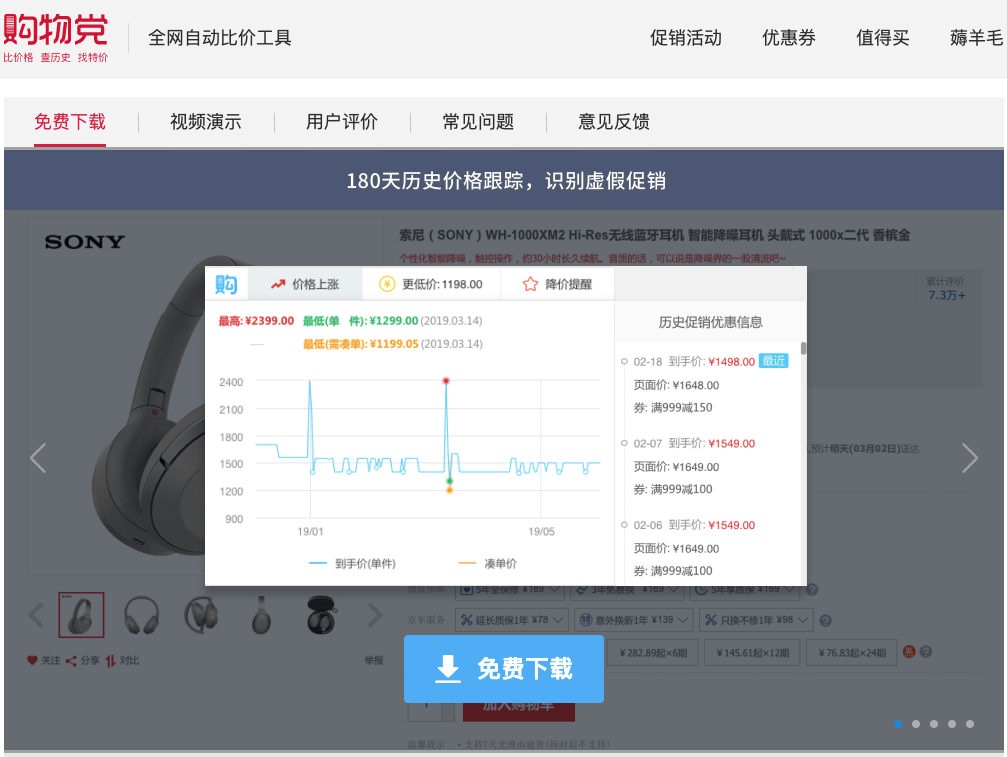 购物党
比价格 查历史 找特价
全网自动比价工具
促销活动 优惠券 值得买 薅羊毛
免费下载 视频演示 用户评价 常见问题 意见反馈
180天历史价格跟踪，识别虚假促销
SONY
索尼（SONY）WH-1000XM2 Hi-Res无线蓝牙耳机 智能降噪耳机 头戴式 1000x二代 香槟金
个性化智能降噪，触控操作，约30小时长久续航。音质的话，可以说是降噪界的一股清流吧~
累计评价
7.3万+
购 价格上涨 更低价:1198.00 降价提醒
最高: ¥2399.00 最低(单 件): ¥1299.00 (2019.03.14)
最低(需凑单): ¥1199.05 (2019.03.14)
2400
2100
1800
1500
1200
900
19/01 19/05
到手价(单件) 凑单价
历史促销优惠信息
02-18 到手价: ¥1498.00 最近
页面价: ¥1648.00
券: 满999减150
02-07 到手价: ¥1549.00
页面价: ¥1649.00
券: 满999减100
02-06 到手价: ¥1549.00
页面价: ¥1649.00
券: 满999减100
预计明天(03月02日)送达
5年全保修 ¥189 3年免费换 ¥169 5年享质保 ¥169
京东服务 延长质保1年 ¥78 意外换新1年 ¥139 只换不修1年 ¥98
¥282.89起×6期 ¥145.61起×12期 ¥76.83起×24期 惠
关注 分享 对比 举报
免费下载
1 加入购物车
温馨提示 ·支持7天无理由退货(拆封后不支持)